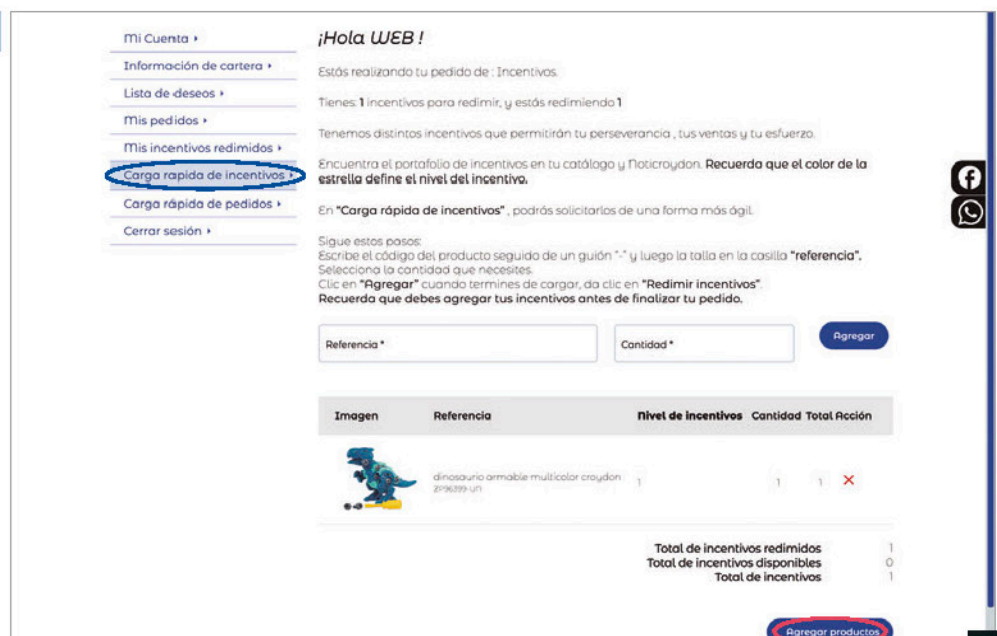 Mi Cuenta
Información de cartera
Lista de deseos
Mis pedidos
Mis incentivos redimidos
Carga rapida de incentivos
Carga rápida de pedidos
Cerrar sesión
¡Hola WEB !
Estás realizando tu pedido de : Incentivos.
Tienes: 1 incentivos para redimir, y estás redimiendo 1
Tenemos distintos incentivos que permitirán tu perseverancia , tus ventas y tu esfuerzo.
Encuentra el portafolio de incentivos en tu catálogo y Noticroydon. Recuerda que el color de la
estrella define el nivel del incentivo.
En "Carga rápida de incentivos" , podrás solicitarlos de una forma más ágil.
Sigue estos pasos:
Escribe el código del producto seguido de un guión "-" y luego la talla en la casilla "referencia".
Selecciona la cantidad que necesites.
Clic en "Agregar" cuando termines de cargar, da clic en "Redimir incentivos".
Recuerda que debes agregar tus incentivos antes de finalizar tu pedido.
Referencia * Cantidad * Agregar
Imagen Referencia Nivel de incentivos Cantidad Total Acción
dinosaurio armable multicolor croydon 1 1 1
ZP96399-UN
Total de incentivos redimidos 1
Total de incentivos disponibles 0
Total de incentivos 1
Agregar productos